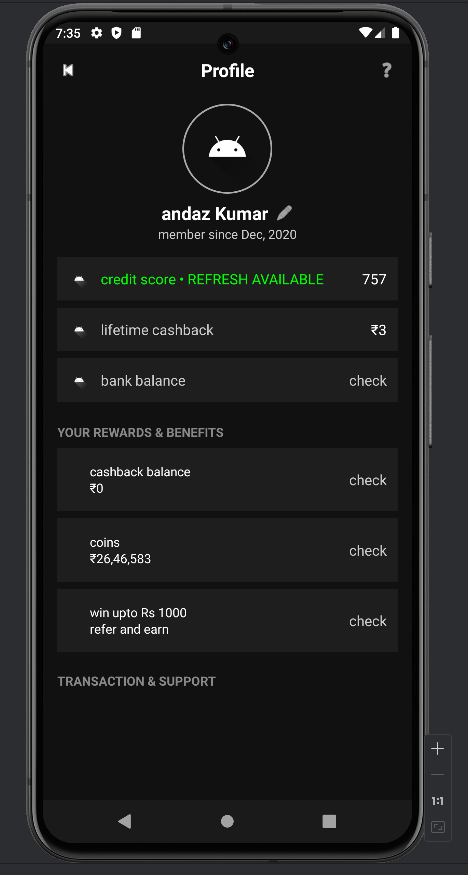 7:35
Profile
?
andaz Kumar
member since Dec, 2020
credit score • REFRESH AVAILABLE 757
lifetime cashback ₹3
bank balance check
YOUR REWARDS & BENEFITS
cashback balance
₹0
check
coins
₹26,46,583
check
win upto Rs 1000
refer and earn
check
TRANSACTION & SUPPORT
1:1